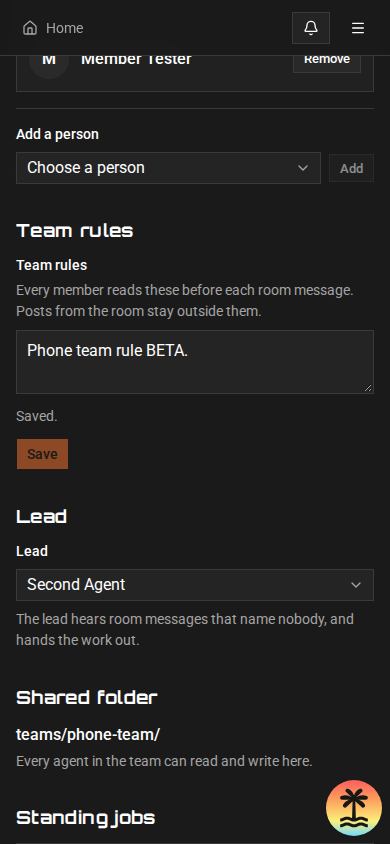 Home
M Member Tester Remove
Add a person
Choose a person Add
Team rules
Team rules
Every member reads these before each room message.
Posts from the room stay outside them.
Phone team rule BETA.
Saved.
Save
Lead
Lead
Second Agent
The lead hears room messages that name nobody, and
hands the work out.
Shared folder
teams/phone-team/
Every agent in the team can read and write here.
Standing jobs